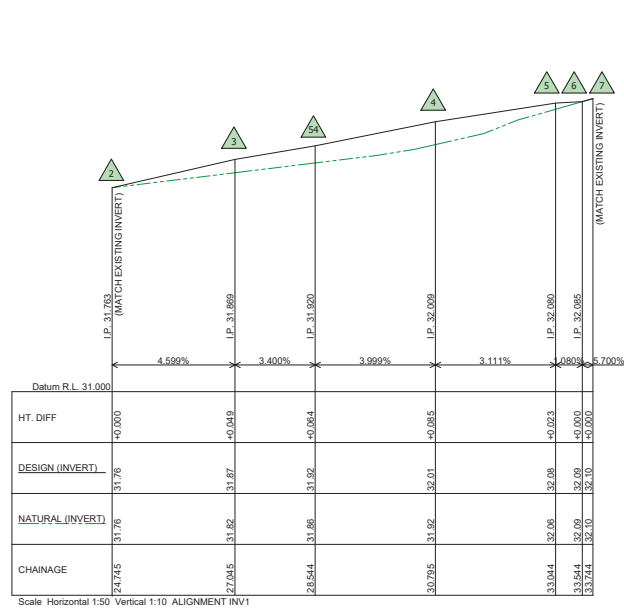 5 6 7
4
54
3
2
(MATCH EXISTING INVERT)
(MATCH EXISTING INVERT)
I.P. 31.763 I.P. 31.869 I.P. 31.920 I.P. 32.009 I.P. 32.080 I.P. 32.085
4.599% 3.400% 3.999% 3.111% 1.080% 5.700%
Datum R.L. 31.000
HT. DIFF +0.000 +0.049 +0.064 +0.085 +0.023 +0.000 +0.000
DESIGN (INVERT) 31.76 31.87 31.92 32.01 32.08 32.09 32.10
NATURAL (INVERT) 31.76 31.82 31.86 31.92 32.06 32.09 32.10
CHAINAGE 24.745 27.045 28.544 30.795 33.044 33.544 33.744
Scale Horizontal 1:50 Vertical 1:10 ALIGNMENT INV1